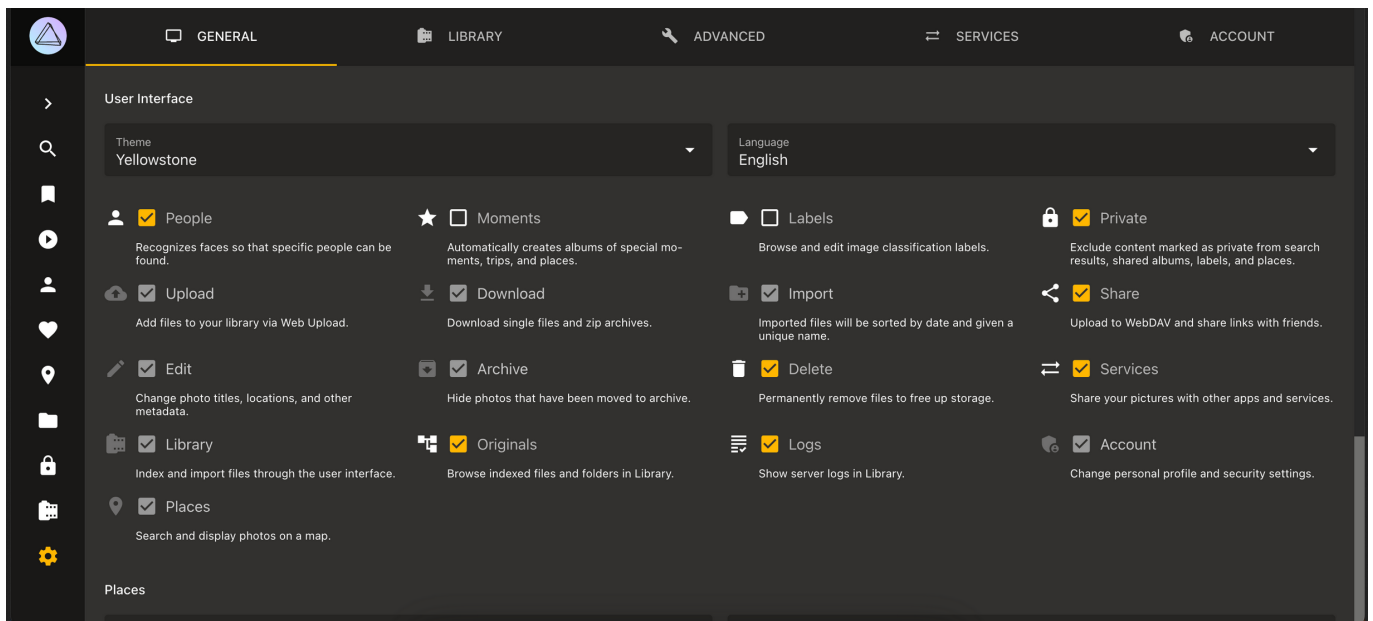 GENERAL
LIBRARY
ADVANCED
SERVICES
ACCOUNT
User Interface
Theme
Yellowstone
Language
English
People
Recognizes faces so that specific people can be
found.
Moments
Automatically creates albums of special mo-
ments, trips, and places.
Labels
Browse and edit image classification labels.
Private
Exclude content marked as private from search
results, shared albums, labels, and places.
Upload
Add files to your library via Web Upload.
Download
Download single files and zip archives.
Import
Imported files will be sorted by date and given a
unique name.
Share
Upload to WebDAV and share links with friends.
Edit
Change photo titles, locations, and other
metadata.
Archive
Hide photos that have been moved to archive.
Delete
Permanently remove files to free up storage.
Services
Share your pictures with other apps and services.
Library
Index and import files through the user interface.
Originals
Browse indexed files and folders in Library.
Logs
Show server logs in Library.
Account
Change personal profile and security settings.
Places
Search and display photos on a map.
Places